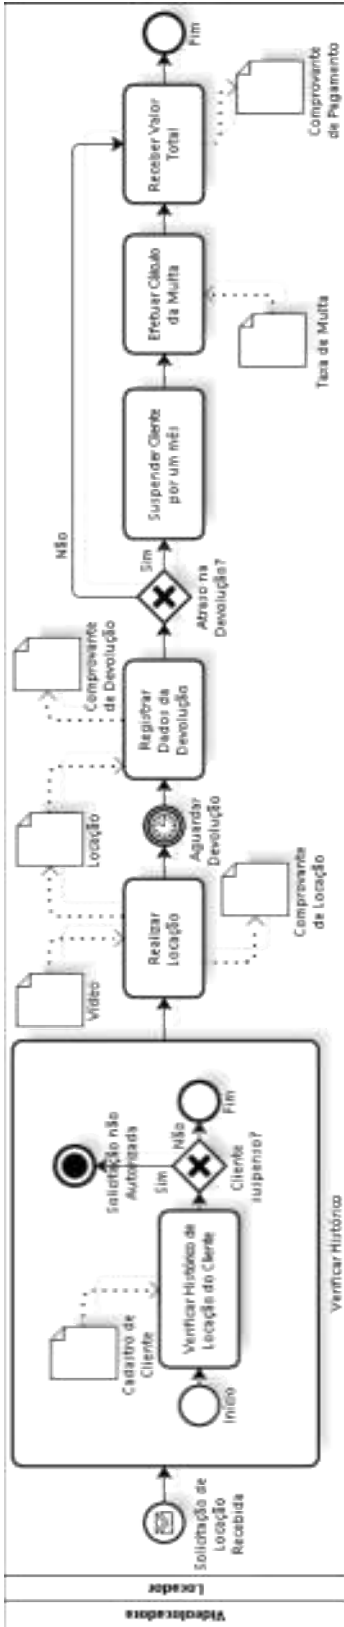 Videolocadora
Locador
Solicitação de
Locação
Recebida
Verificar Histórico
Início
Cadastro de
Cliente
Verificar Histórico de
Locação do Cliente
Cliente
suspenso?
Sim
Não
Solicitação não
Autorizada
Fim
Vídeo
Realizar
Locação
Comprovante
de Locação
Locação
Aguardar
Devolução
Registrar
Dados da
Devolução
Comprovante
de Devolução
Atraso na
Devolução?
Não
Sim
Suspender Cliente
por um mês
Efetuar Cálculo
da Multa
Taxa de Multa
Receber Valor
Total
Comprovante
de Pagamento
Fim